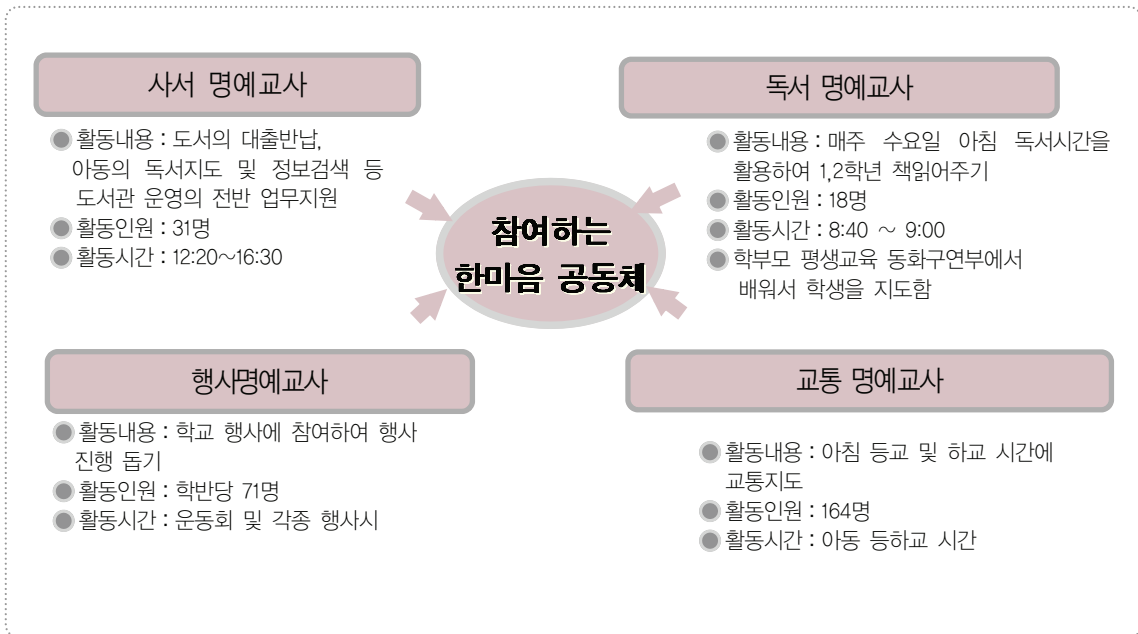 사서 명예교사
● 활동내용 : 도서의 대출반납,
아동의 독서지도 및 정보검색 등
도서관 운영의 전반 업무지원
● 활동인원 : 31명
● 활동시간 : 12:20~16:30
독서 명예교사
● 활동내용 : 매주 수요일 아침 독서시간을
활용하여 1,2학년 책읽어주기
● 활동인원 : 18명
● 활동시간 : 8:40 ~ 9:00
● 학부모 평생교육 동화구연부에서
배워서 학생을 지도함
참여하는
한마음 공동체
행사명예교사
● 활동내용 : 학교 행사에 참여하여 행사
진행 돕기
● 활동인원 : 학반당 71명
● 활동시간 : 운동회 및 각종 행사시
교통 명예교사
● 활동내용 : 아침 등교 및 하교 시간에
교통지도
● 활동인원 : 164명
● 활동시간 : 아동 등하교 시간